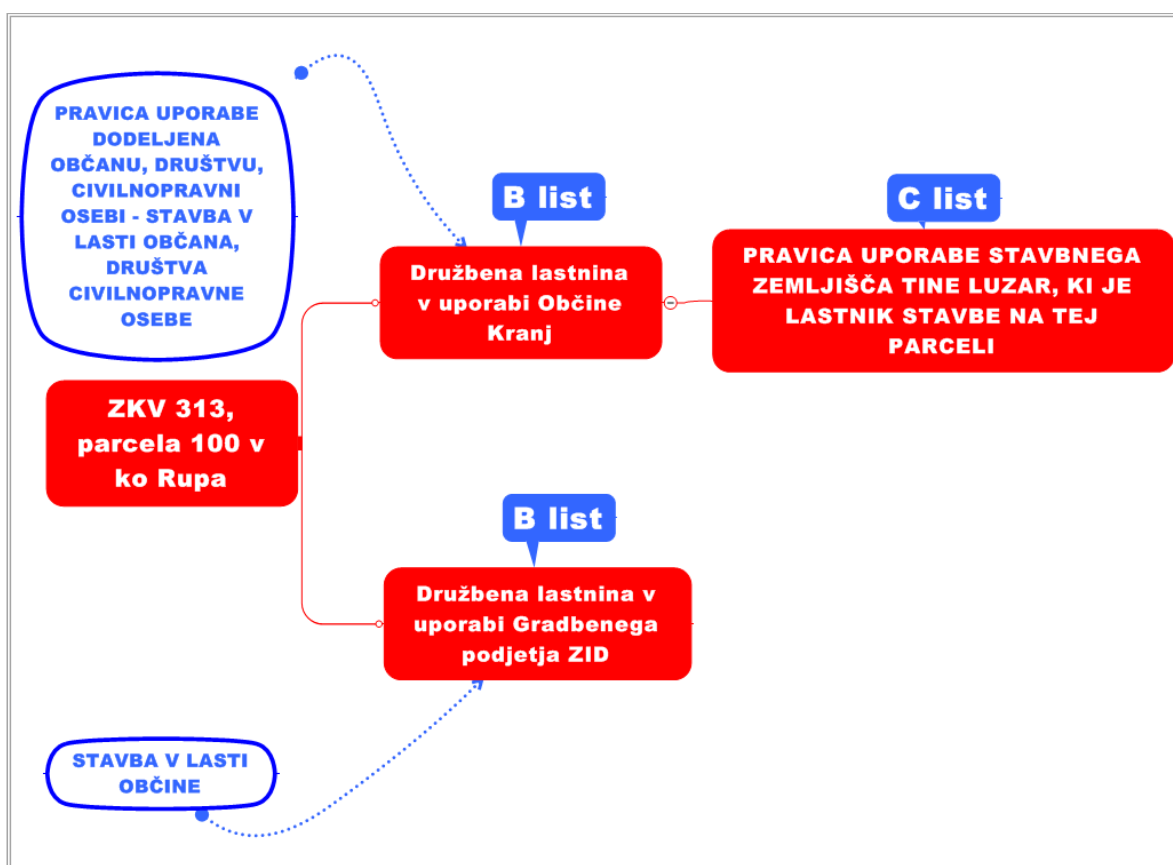 PRAVICA UPORABE
DODELJENA
OBČANU, DRUŠTVU,
CIVILNOPRAVNI
OSEBI - STAVBA V
LASTI OBČANA,
DRUŠTVA
CIVILNOPRAVNE
OSEBE
B list
Družbena lastnina
v uporabi Občine
Kranj
C list
PRAVICA UPORABE STAVBNEGA
ZEMLJIŠČA TINE LUZAR, KI JE
LASTNIK STAVBE NA TEJ
PARCELI
ZKV 313,
parcela 100 v
ko Rupa
B list
Družbena lastnina v
uporabi Gradbenega
podjetja ZID
STAVBA V LASTI
OBČINE